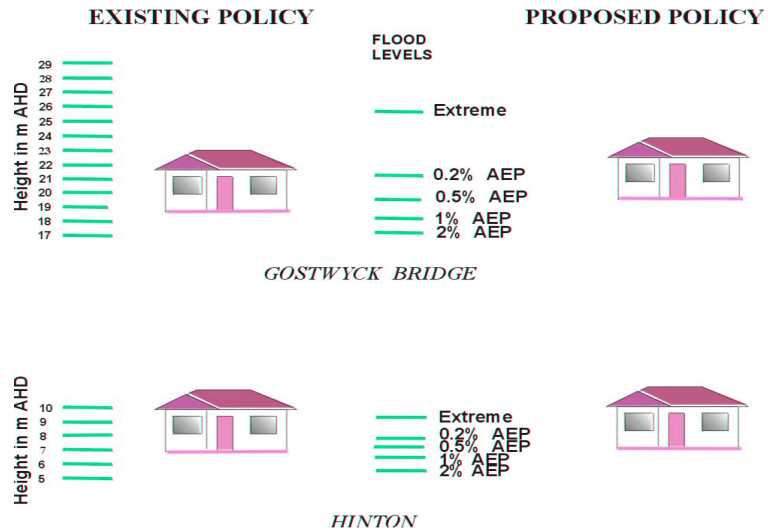 EXISTING POLICY
PROPOSED POLICY
FLOOD
LEVELS
Height in m AHD
29
28
27
26
25
24
23
22
21
20
19
18
17
Extreme
0.2% AEP
0.5% AEP
1% AEP
2% AEP
GOSTWYCK BRIDGE
Height in m AHD
10
9
8
7
6
5
Extreme
0.2% AEP
0.5% AEP
1% AEP
2% AEP
HINTON